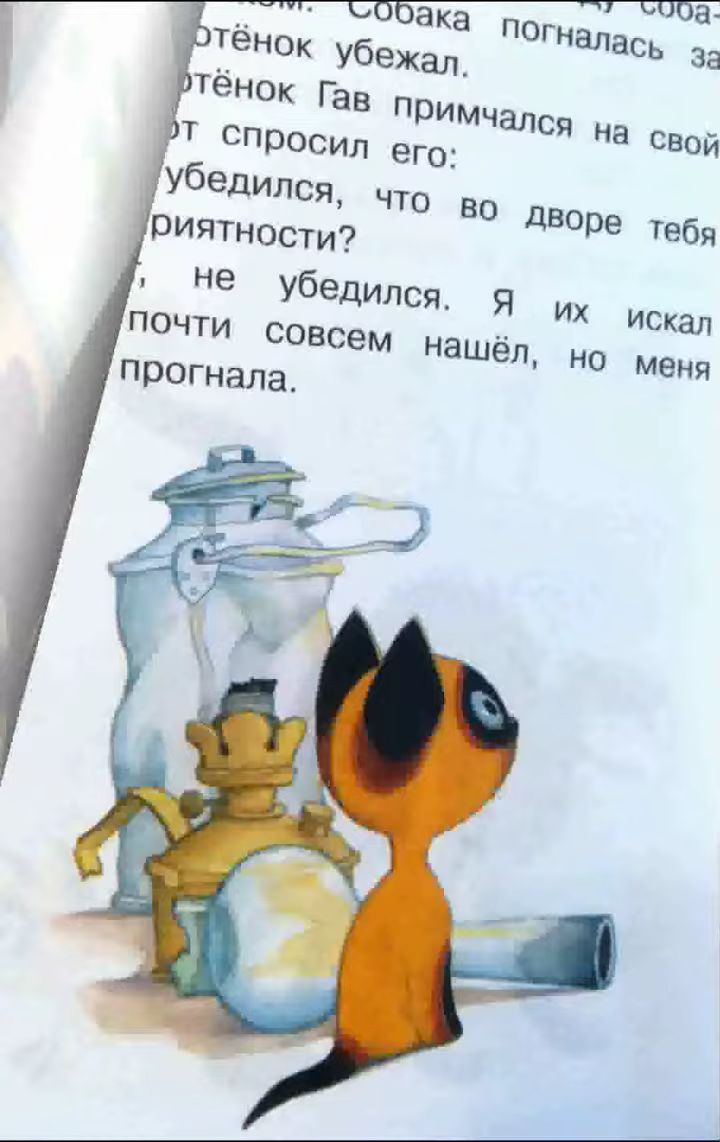 Собака погналась за
отёнок убежал.
отёнок Гав примчался на свой
от спросил его:
убедился, что во дворе тебя
риятности?
, не убедился. Я их искал
почти совсем нашёл, но меня
прогнала.